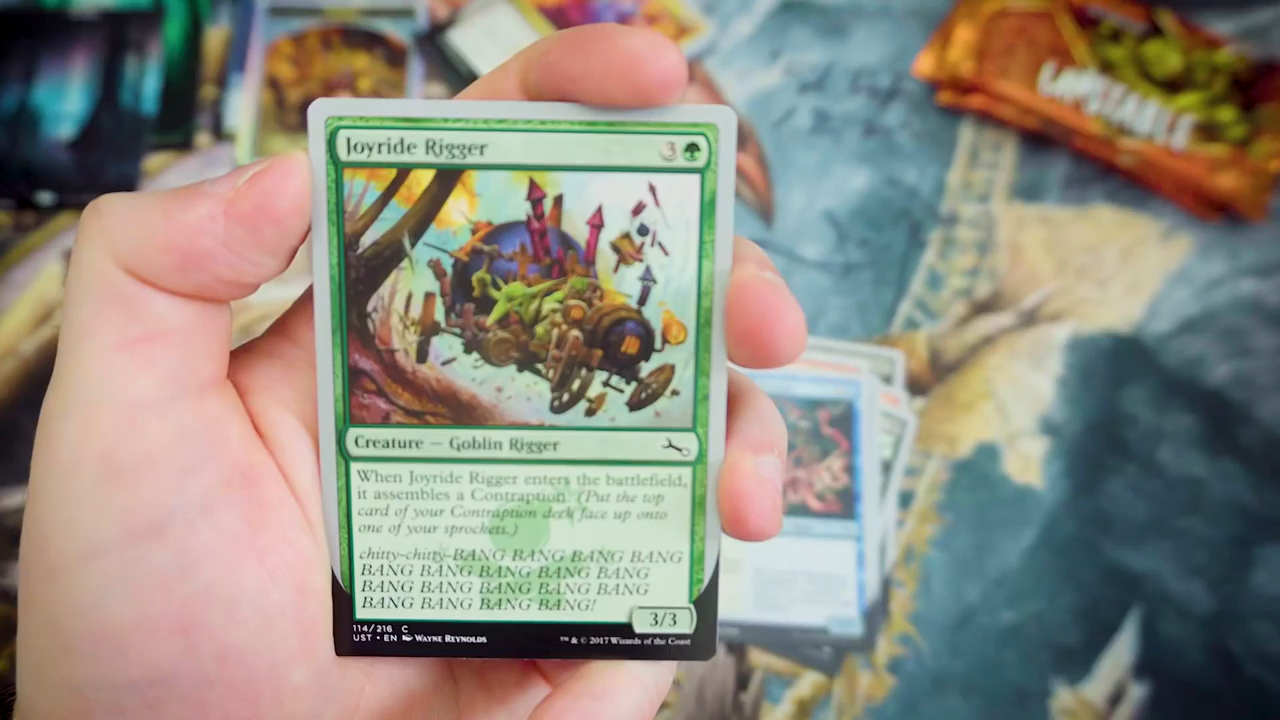 Joyride Rigger 3
Creature — Goblin Rigger
When Joyride Rigger enters the battlefield,
it assembles a Contraption. (Put the top
card of your Contraption deck face up onto
one of your sprockets.)
chitty-chitty-BANG BANG BANG BANG
BANG BANG BANG BANG BANG
BANG BANG BANG BANG BANG
BANG BANG BANG BANG!
3/3
114/216 C
UST • EN WAYNE REYNOLDS
™ & © 2017 Wizards of the Coast
UNSTABLE